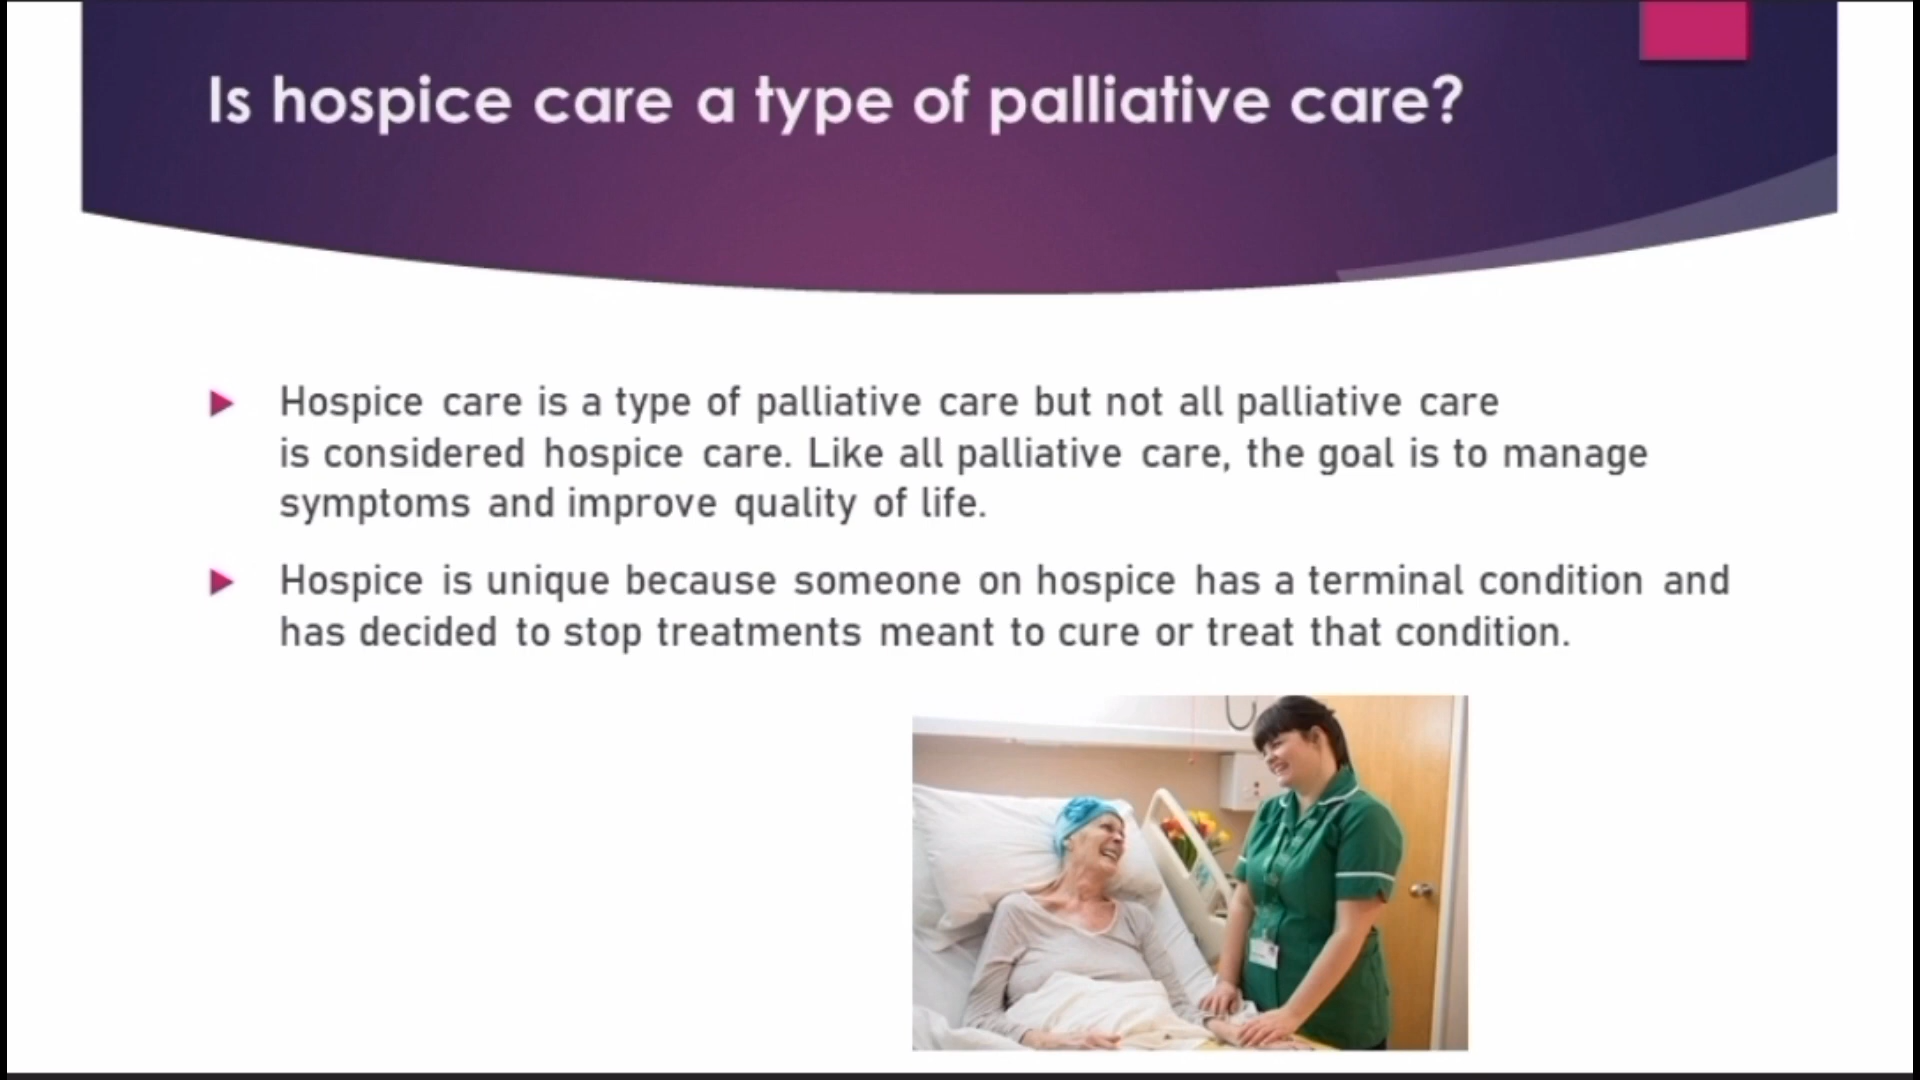 Is hospice care a type of palliative care?
Hospice care is a type of palliative care but not all palliative care
is considered hospice care. Like all palliative care, the goal is to manage
symptoms and improve quality of life.
Hospice is unique because someone on hospice has a terminal condition and
has decided to stop treatments meant to cure or treat that condition.